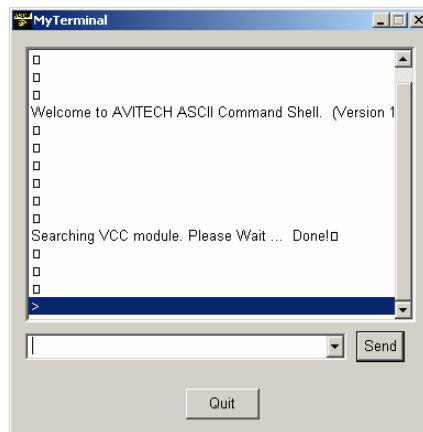 MyTerminal
Welcome to AVITECH ASCII Command Shell. (Version 1
Searching VCC module. Please Wait ... Done!
>
Send
Quit